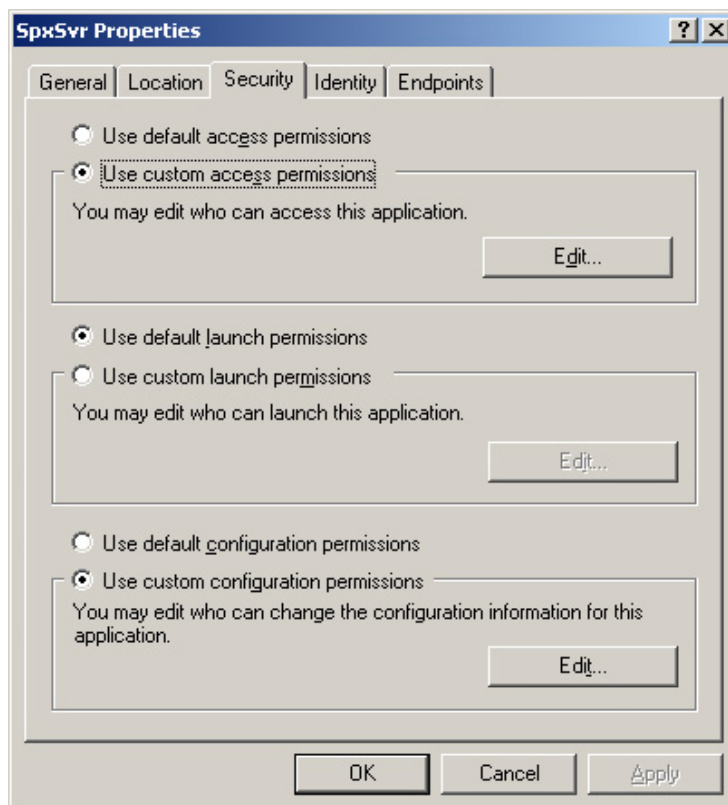 SpxSvr Properties
General Location Security Identity Endpoints
Use default access permissions
Use custom access permissions
You may edit who can access this application.
Edit...
Use default launch permissions
Use custom launch permissions
You may edit who can launch this application.
Edit...
Use default configuration permissions
Use custom configuration permissions
You may edit who can change the configuration information for this
application.
Edit...
OK Cancel Apply